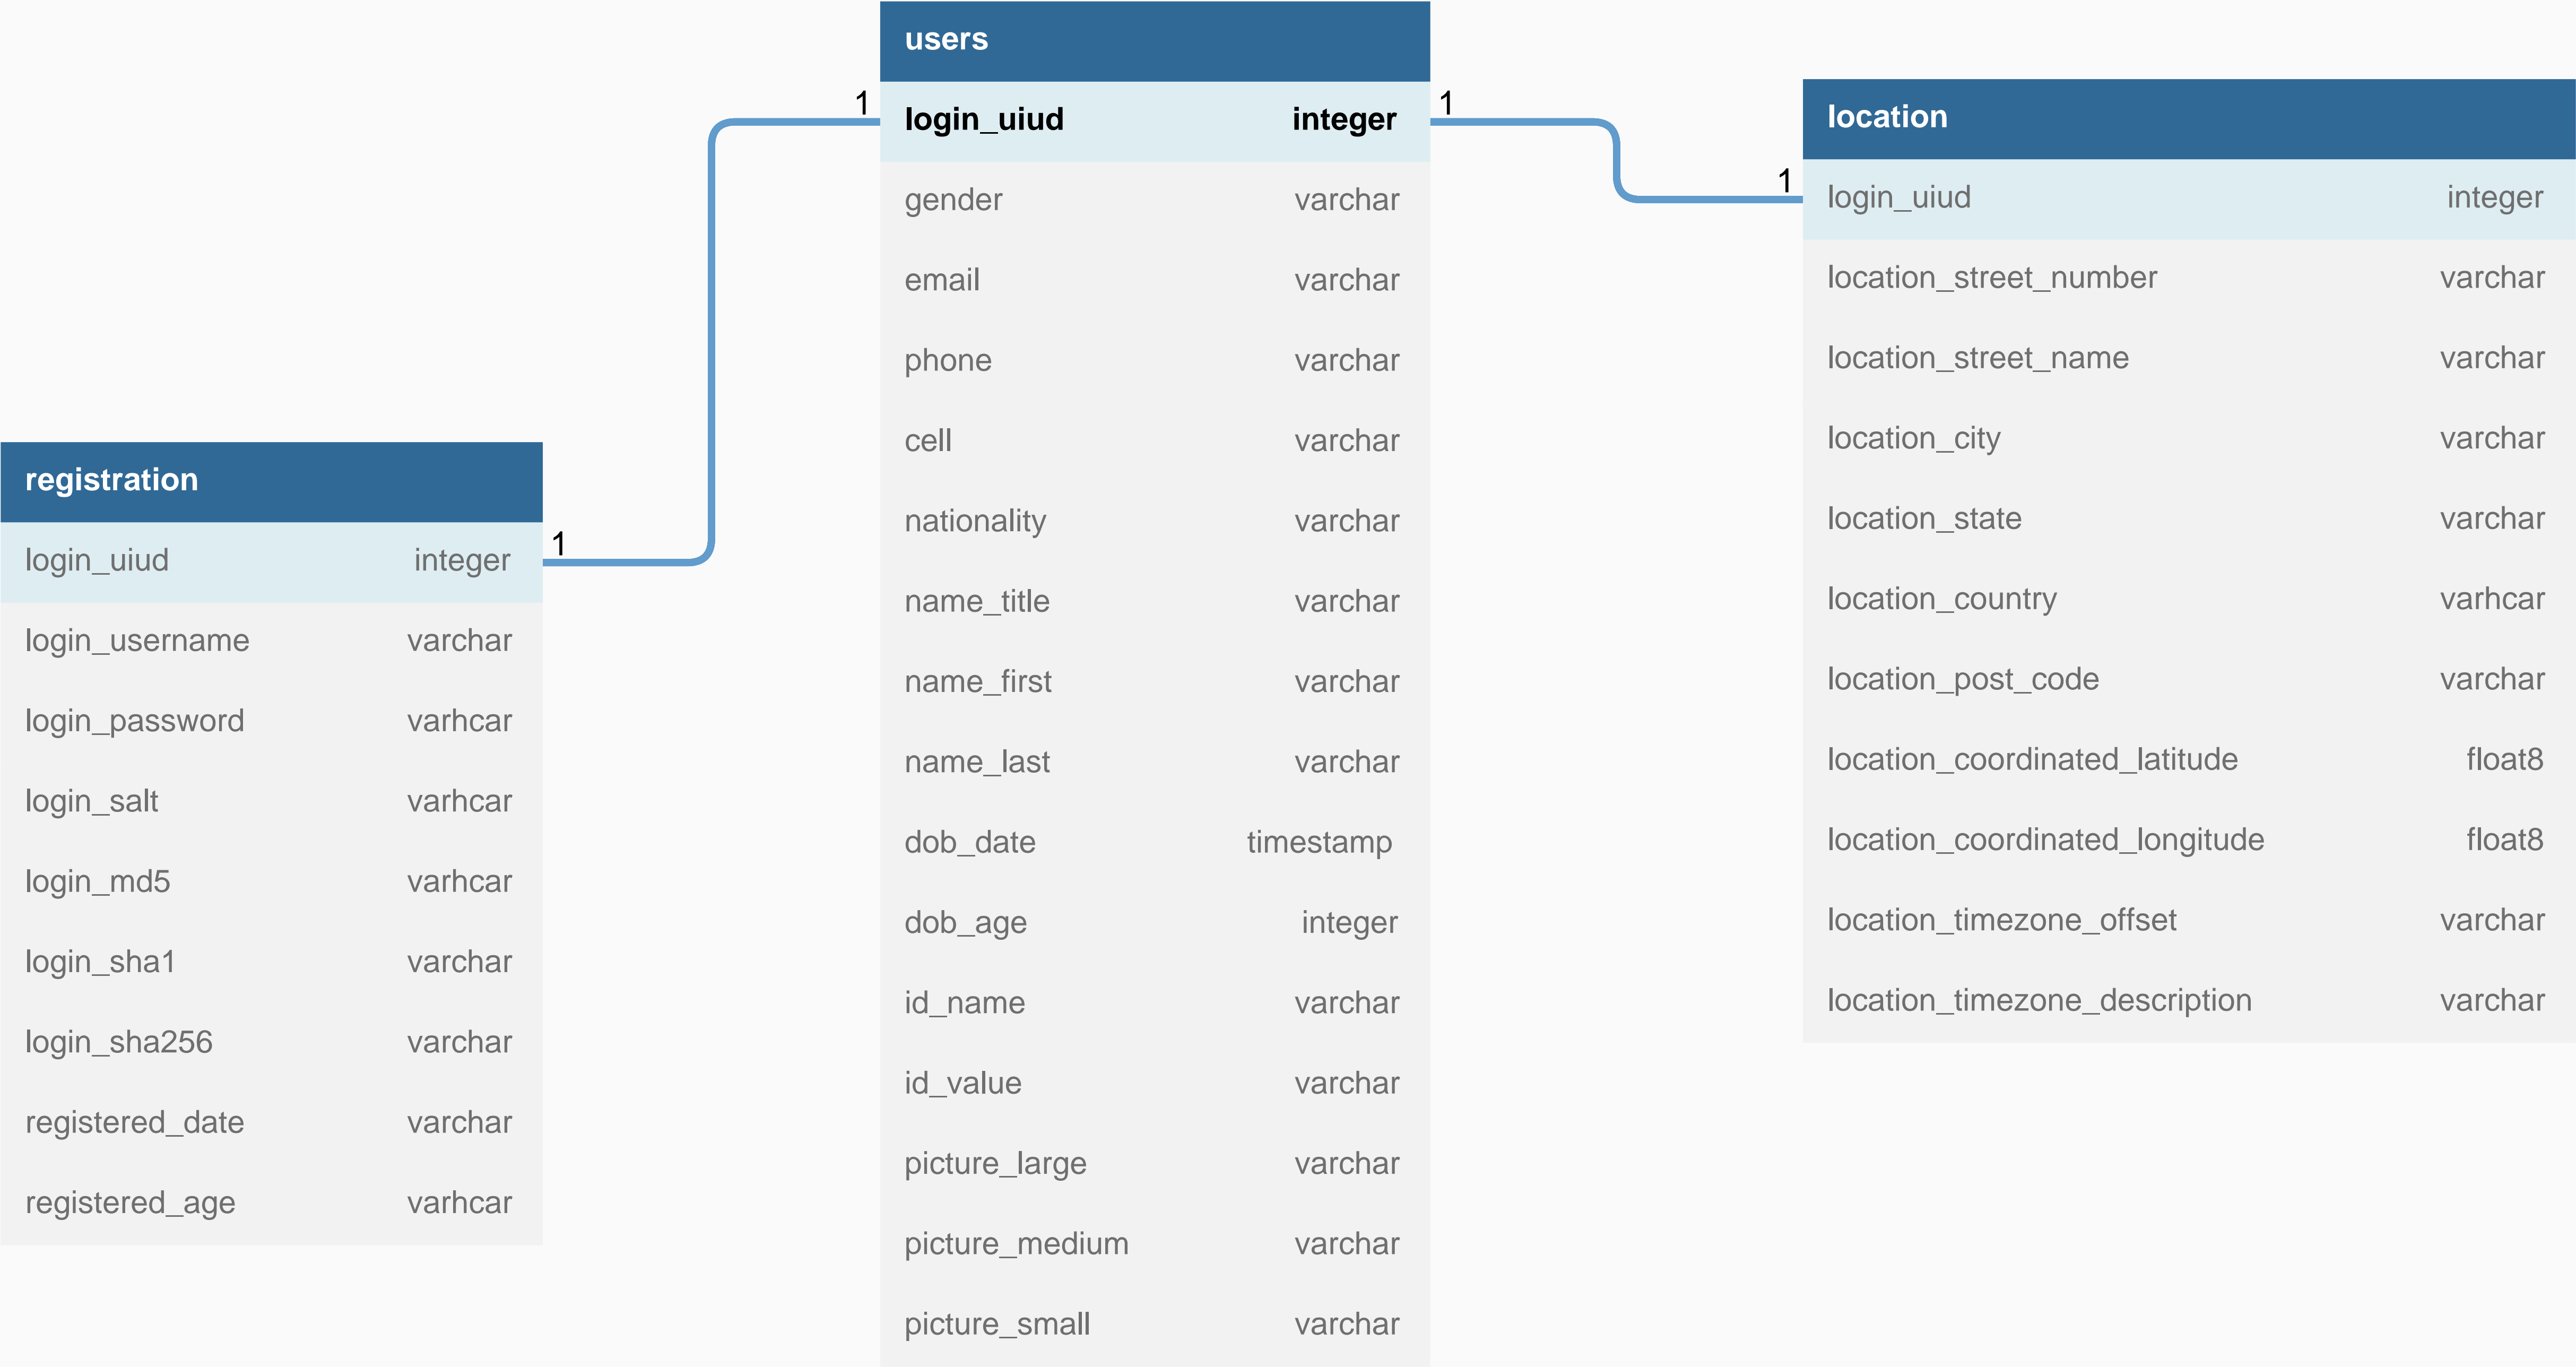 users
1
login_uiud integer
1
gender varchar
email varchar
phone varchar
cell varchar
nationality varchar
name_title varchar
name_first varchar
name_last varchar
dob_date timestamp
dob_age integer
id_name varchar
id_value varchar
picture_large varchar
picture_medium varchar
picture_small varchar
location
1
login_uiud integer
location_street_number varchar
location_street_name varchar
location_city varchar
location_state varchar
location_country varhcar
location_post_code varchar
location_coordinated_latitude float8
location_coordinated_longitude float8
location_timezone_offset varchar
location_timezone_description varchar
registration
login_uiud integer
1
login_username varchar
login_password varhcar
login_salt varhcar
login_md5 varhcar
login_sha1 varchar
login_sha256 varchar
registered_date varchar
registered_age varhcar